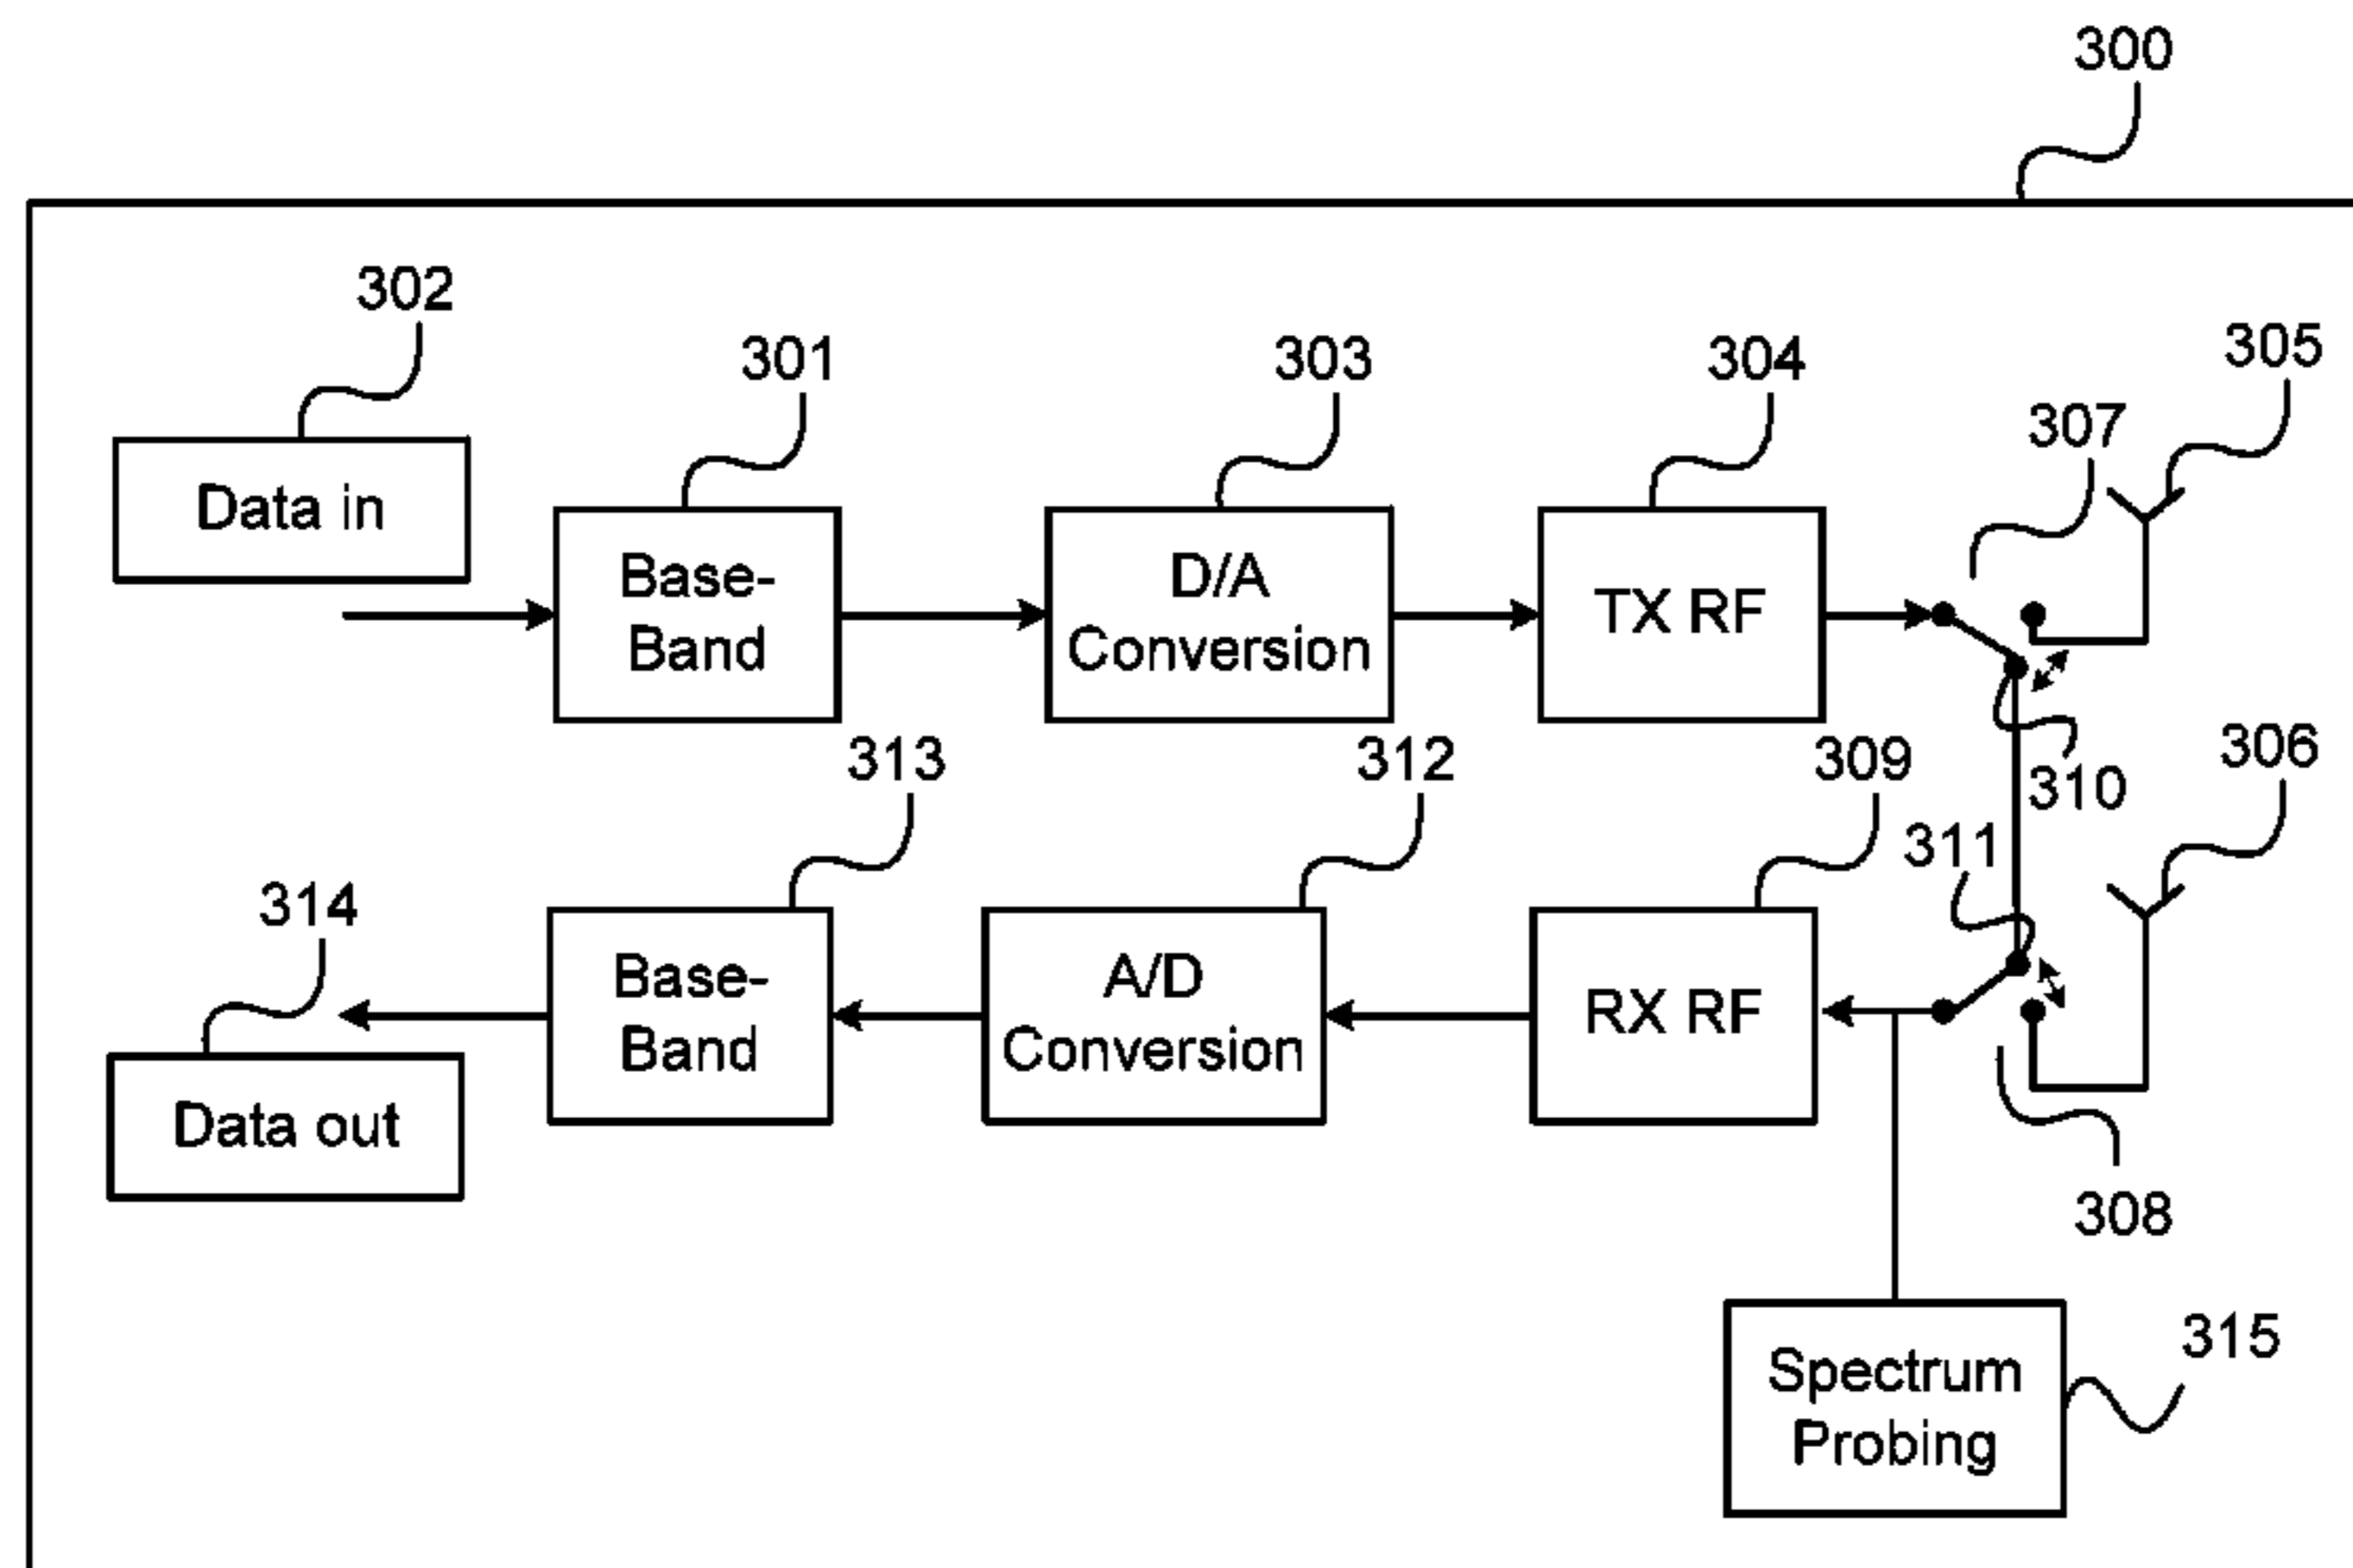 300
302
301
303
304
305
307
Data in
Base-
Band
D/A
Conversion
TX RF
313
312
309
310
306
311
314
Base-
Band
A/D
Conversion
RX RF
Data out
308
315
Spectrum
Probing